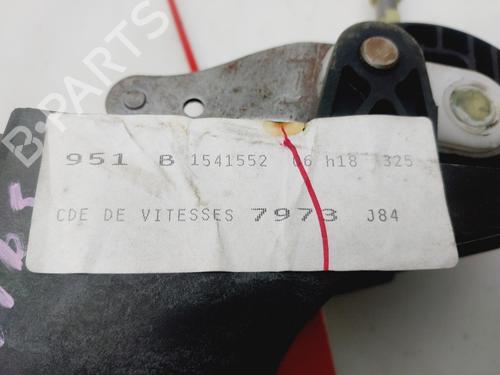 B-PARTS
951 B 1541552 06 h18 325
CDE DE VITESSES 7973 J84